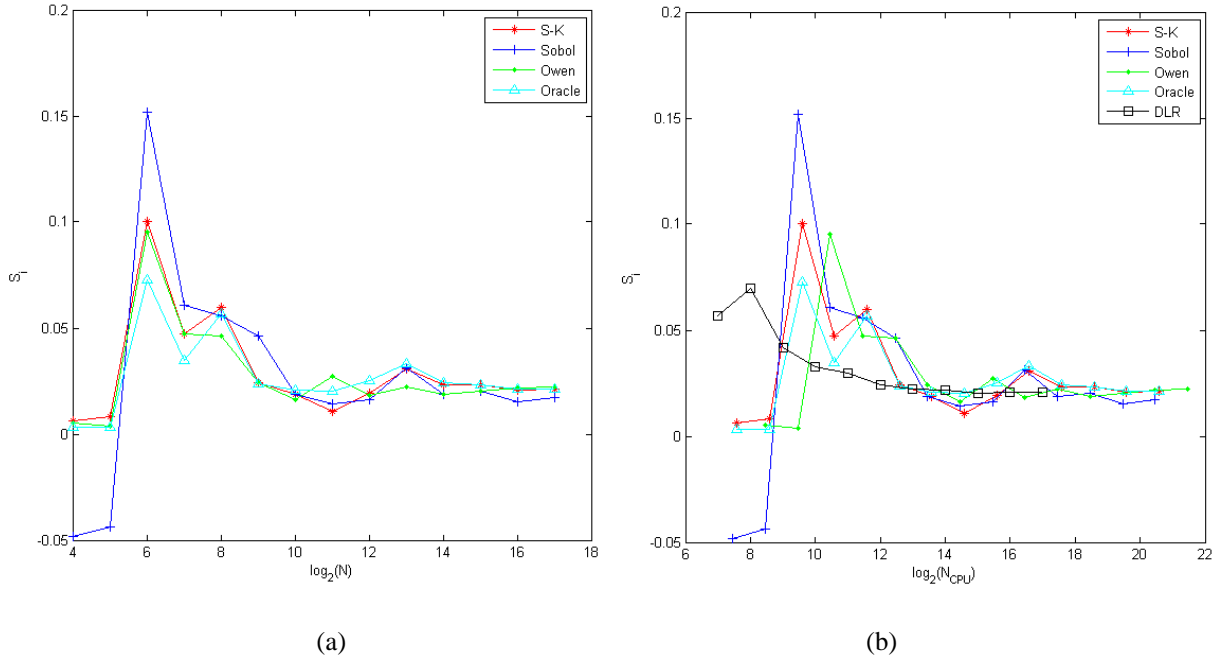 0.2
0.15
0.1
0.05
0
-0.05
S_i
4 6 8 10 12 14 16 18
log_2(N)
S-K
Sobol
Owen
Oracle
(a)
0.2
0.15
0.1
0.05
0
-0.05
S_i
6 8 10 12 14 16 18 20 22
log_2(N_CPU)
S-K
Sobol
Owen
Oracle
DLR
(b)